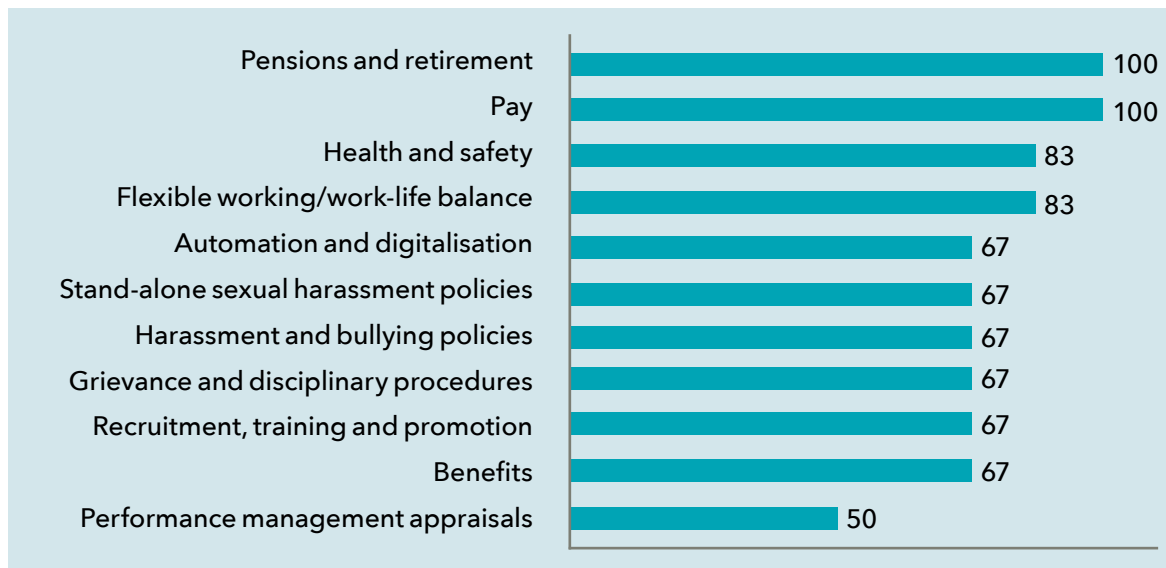 Pensions and retirement 100
Pay 100
Health and safety 83
Flexible working/work-life balance 83
Automation and digitalisation 67
Stand-alone sexual harassment policies 67
Harassment and bullying policies 67
Grievance and disciplinary procedures 67
Recruitment, training and promotion 67
Benefits 67
Performance management appraisals 50